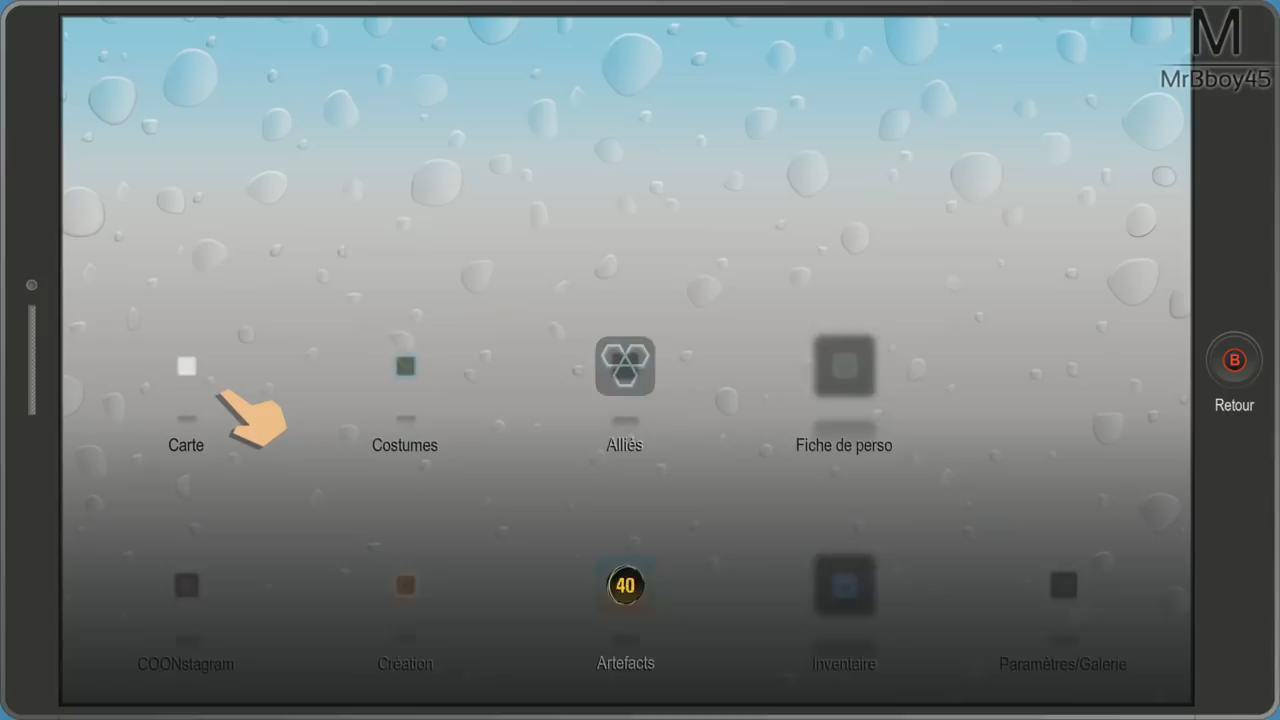 M
MrBboy45
B
Retour
Carte
Costumes
Alliés
Fiche de perso
40
COONstagram
Création
Artefacts
Inventaire
Paramètres/Galerie